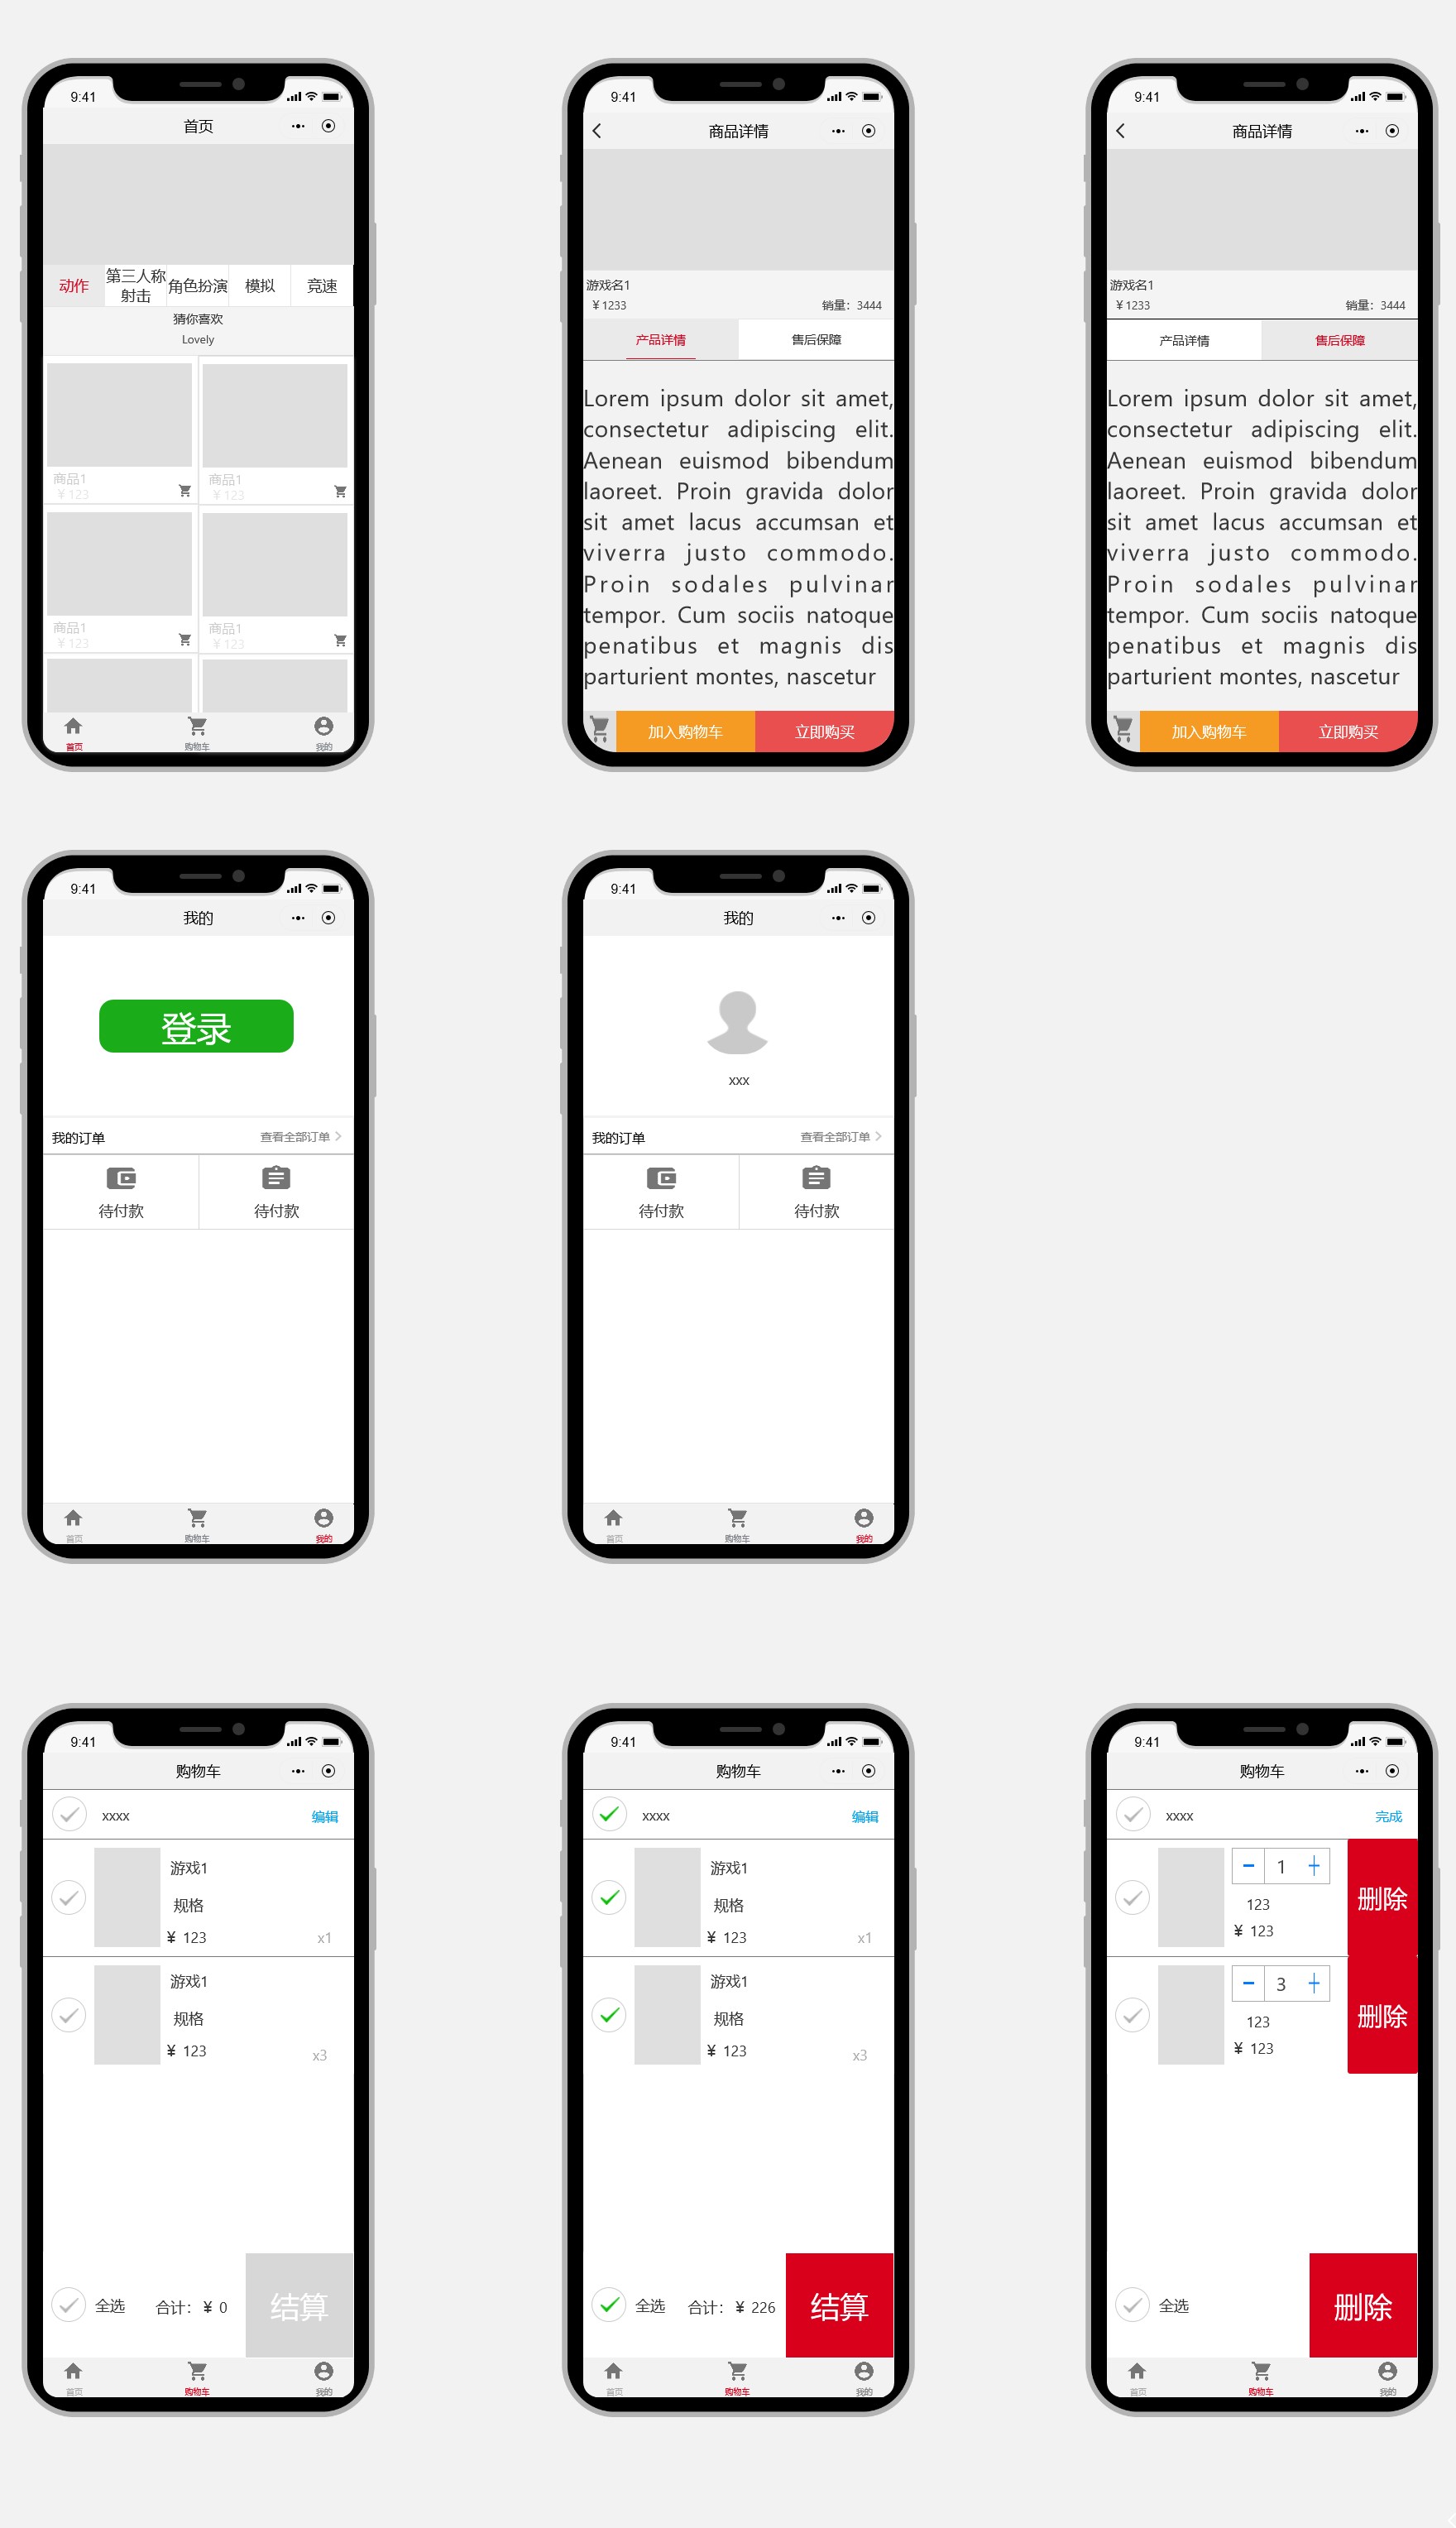 9:41
首页
动作
第三人称
射击
角色扮演
模拟
竞速
猜你喜欢
Lovely
商品1
¥ 123
商品1
¥ 123
商品1
¥ 123
商品1
¥ 123
首页
购物车
我的
9:41
商品详情
游戏名1
¥ 1233
销量：3444
产品详情
售后保障
Lorem ipsum dolor sit amet,
consectetur adipiscing elit.
Aenean euismod bibendum
laoreet. Proin gravida dolor
sit amet lacus accumsan et
viverra justo commodo.
Proin sodales pulvinar
tempor. Cum sociis natoque
penatibus et magnis dis
parturient montes, nascetur
加入购物车
立即购买
9:41
商品详情
游戏名1
¥ 1233
销量：3444
产品详情
售后保障
Lorem ipsum dolor sit amet,
consectetur adipiscing elit.
Aenean euismod bibendum
laoreet. Proin gravida dolor
sit amet lacus accumsan et
viverra justo commodo.
Proin sodales pulvinar
tempor. Cum sociis natoque
penatibus et magnis dis
parturient montes, nascetur
加入购物车
立即购买
9:41
我的
登录
我的订单
查看全部订单
待付款
待付款
首页
购物车
我的
9:41
我的
xxx
我的订单
查看全部订单
待付款
待付款
首页
购物车
我的
9:41
购物车
xxxx
编辑
游戏1
规格
¥ 123
x1
游戏1
规格
¥ 123
x3
全选
合计：¥ 0
结算
首页
购物车
我的
9:41
购物车
xxxx
编辑
游戏1
规格
¥ 123
x1
游戏1
规格
¥ 123
x3
全选
合计：¥ 226
结算
首页
购物车
我的
9:41
购物车
xxxx
完成
- 1 +
123
¥ 123
删除
- 3 +
123
¥ 123
删除
全选
删除
首页
购物车
我的